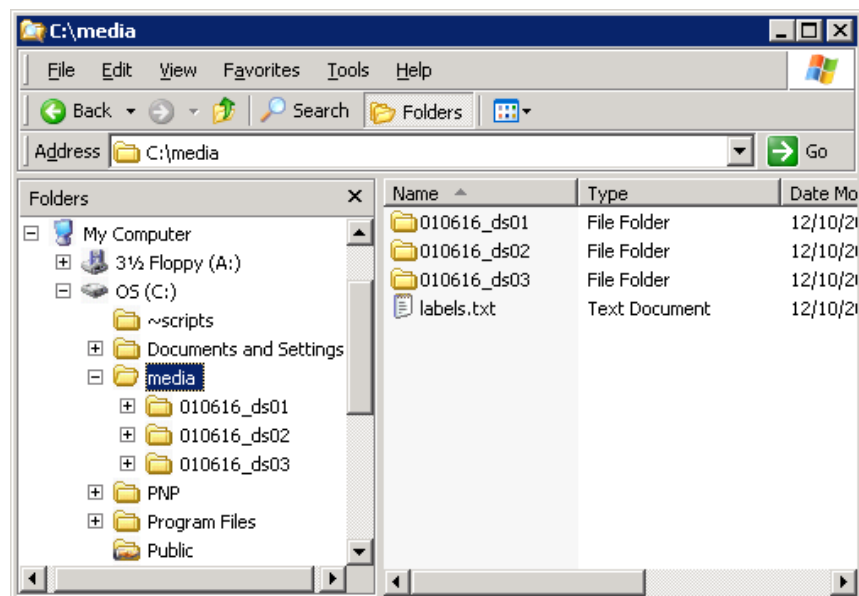 C:\media
File Edit View Favorites Tools Help
Back Search Folders
Address C:\media Go
Folders
My Computer
3½ Floppy (A:)
OS (C:)
~scripts
Documents and Settings
media
010616_ds01
010616_ds02
010616_ds03
PNP
Program Files
Public
Name Type Date Mo
010616_ds01 File Folder 12/10/2
010616_ds02 File Folder 12/10/2
010616_ds03 File Folder 12/10/2
labels.txt Text Document 12/10/2